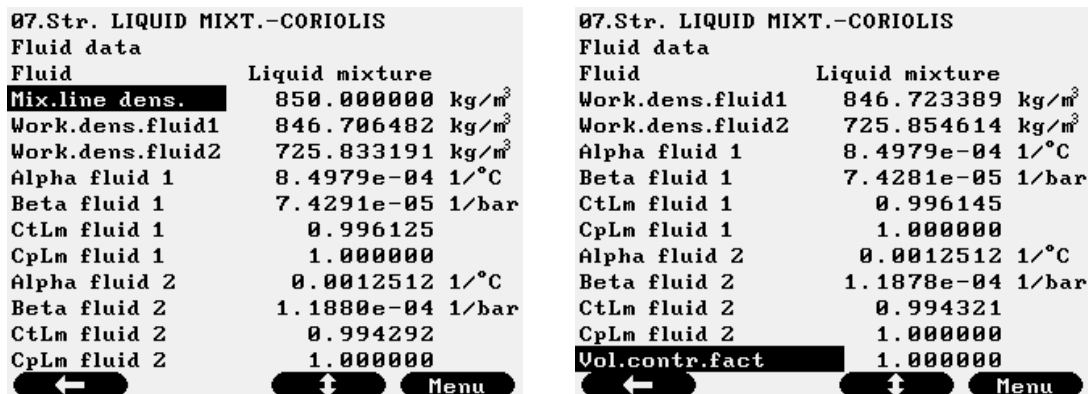 07.Str. LIQUID MIXT.-CORIOLIS
Fluid data
Fluid Liquid mixture
Mix.line dens. 850.000000 kg/m³
Work.dens.fluid1 846.706482 kg/m³
Work.dens.fluid2 725.833191 kg/m³
Alpha fluid 1 8.4979e-04 1/°C
Beta fluid 1 7.4291e-05 1/bar
CtLm fluid 1 0.996125
CpLm fluid 1 1.000000
Alpha fluid 2 0.0012512 1/°C
Beta fluid 2 1.1880e-04 1/bar
CtLm fluid 2 0.994292
CpLm fluid 2 1.000000
Menu
07.Str. LIQUID MIXT.-CORIOLIS
Fluid data
Fluid Liquid mixture
Work.dens.fluid1 846.723389 kg/m³
Work.dens.fluid2 725.854614 kg/m³
Alpha fluid 1 8.4979e-04 1/°C
Beta fluid 1 7.4281e-05 1/bar
CtLm fluid 1 0.996145
CpLm fluid 1 1.000000
Alpha fluid 2 0.0012512 1/°C
Beta fluid 2 1.1878e-04 1/bar
CtLm fluid 2 0.994321
CpLm fluid 2 1.000000
Vol.contr.fact 1.000000
Menu